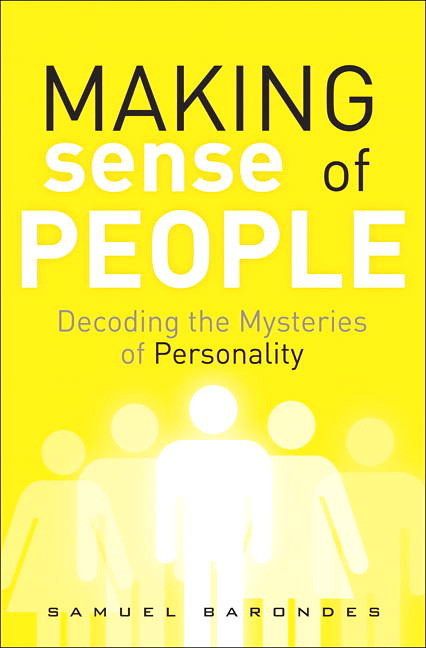 MAKING
sense of
PEOPLE
Decoding the Mysteries
of Personality
SAMUEL BARONDES